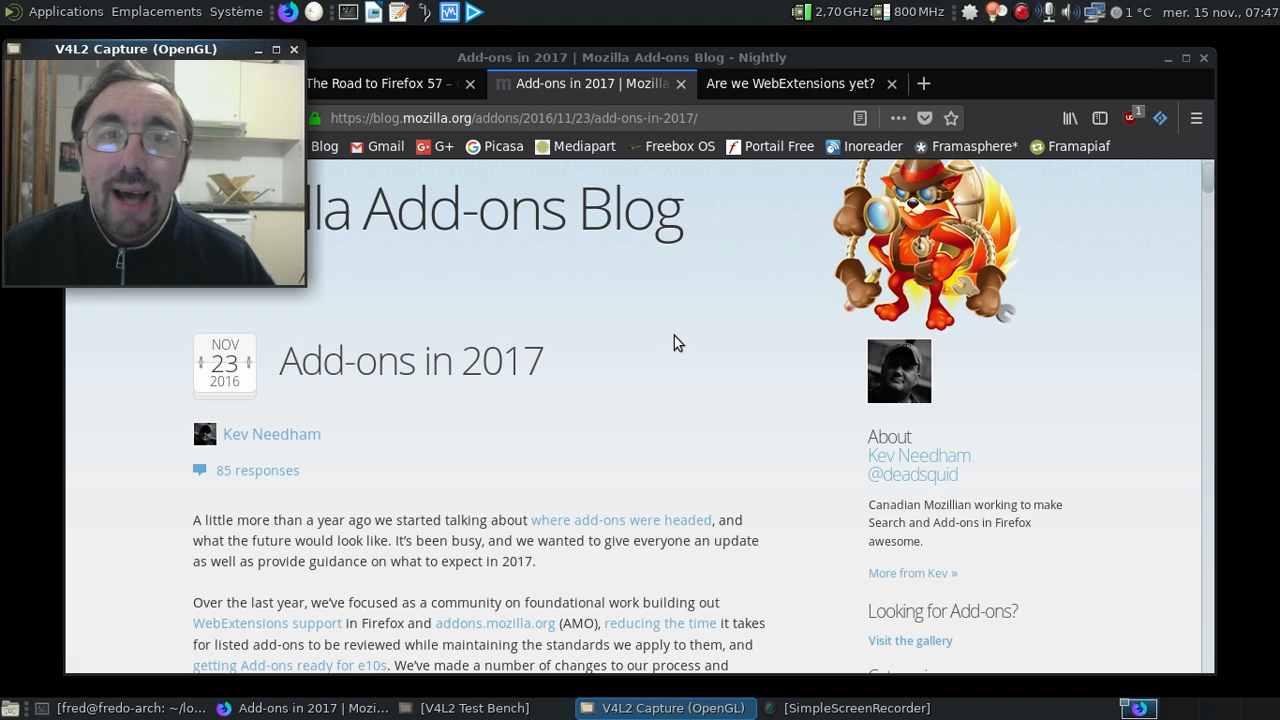 Applications Emplacements Système 2,70 GHz 800 MHz 1 °C mer. 15 nov., 07:47
V4L2 Capture (OpenGL)
Add-ons in 2017 | Mozilla Add-ons Blog - Nightly
The Road to Firefox 57 – Add-ons in 2017 | Mozilla Are we WebExtensions yet?
https://blog.mozilla.org/addons/2016/11/23/add-ons-in-2017/ 1
Blog Gmail G+ Picasa Mediapart Freebox OS Portail Free Inoreader Framasphere* Framapiaf
lla Add-ons Blog
NOV
23
2016
Add-ons in 2017
Kev Needham
85 responses
A little more than a year ago we started talking about where add-ons were headed, and
what the future would look like. It’s been busy, and we wanted to give everyone an update
as well as provide guidance on what to expect in 2017.
Over the last year, we’ve focused as a community on foundational work building out
WebExtensions support in Firefox and addons.mozilla.org (AMO), reducing the time it takes
for listed add-ons to be reviewed while maintaining the standards we apply to them, and
getting Add-ons ready for e10s. We’ve made a number of changes to our process and
About
Kev Needham
@deadsquid
Canadian Mozillian working to make
Search and Add-ons in Firefox
awesome.
More from Kev »
Looking for Add-ons?
Visit the gallery
[fred@fredo-arch: ~/lo... Add-ons in 2017 | Mozi... [V4L2 Test Bench] V4L2 Capture (OpenGL) [SimpleScreenRecorder]